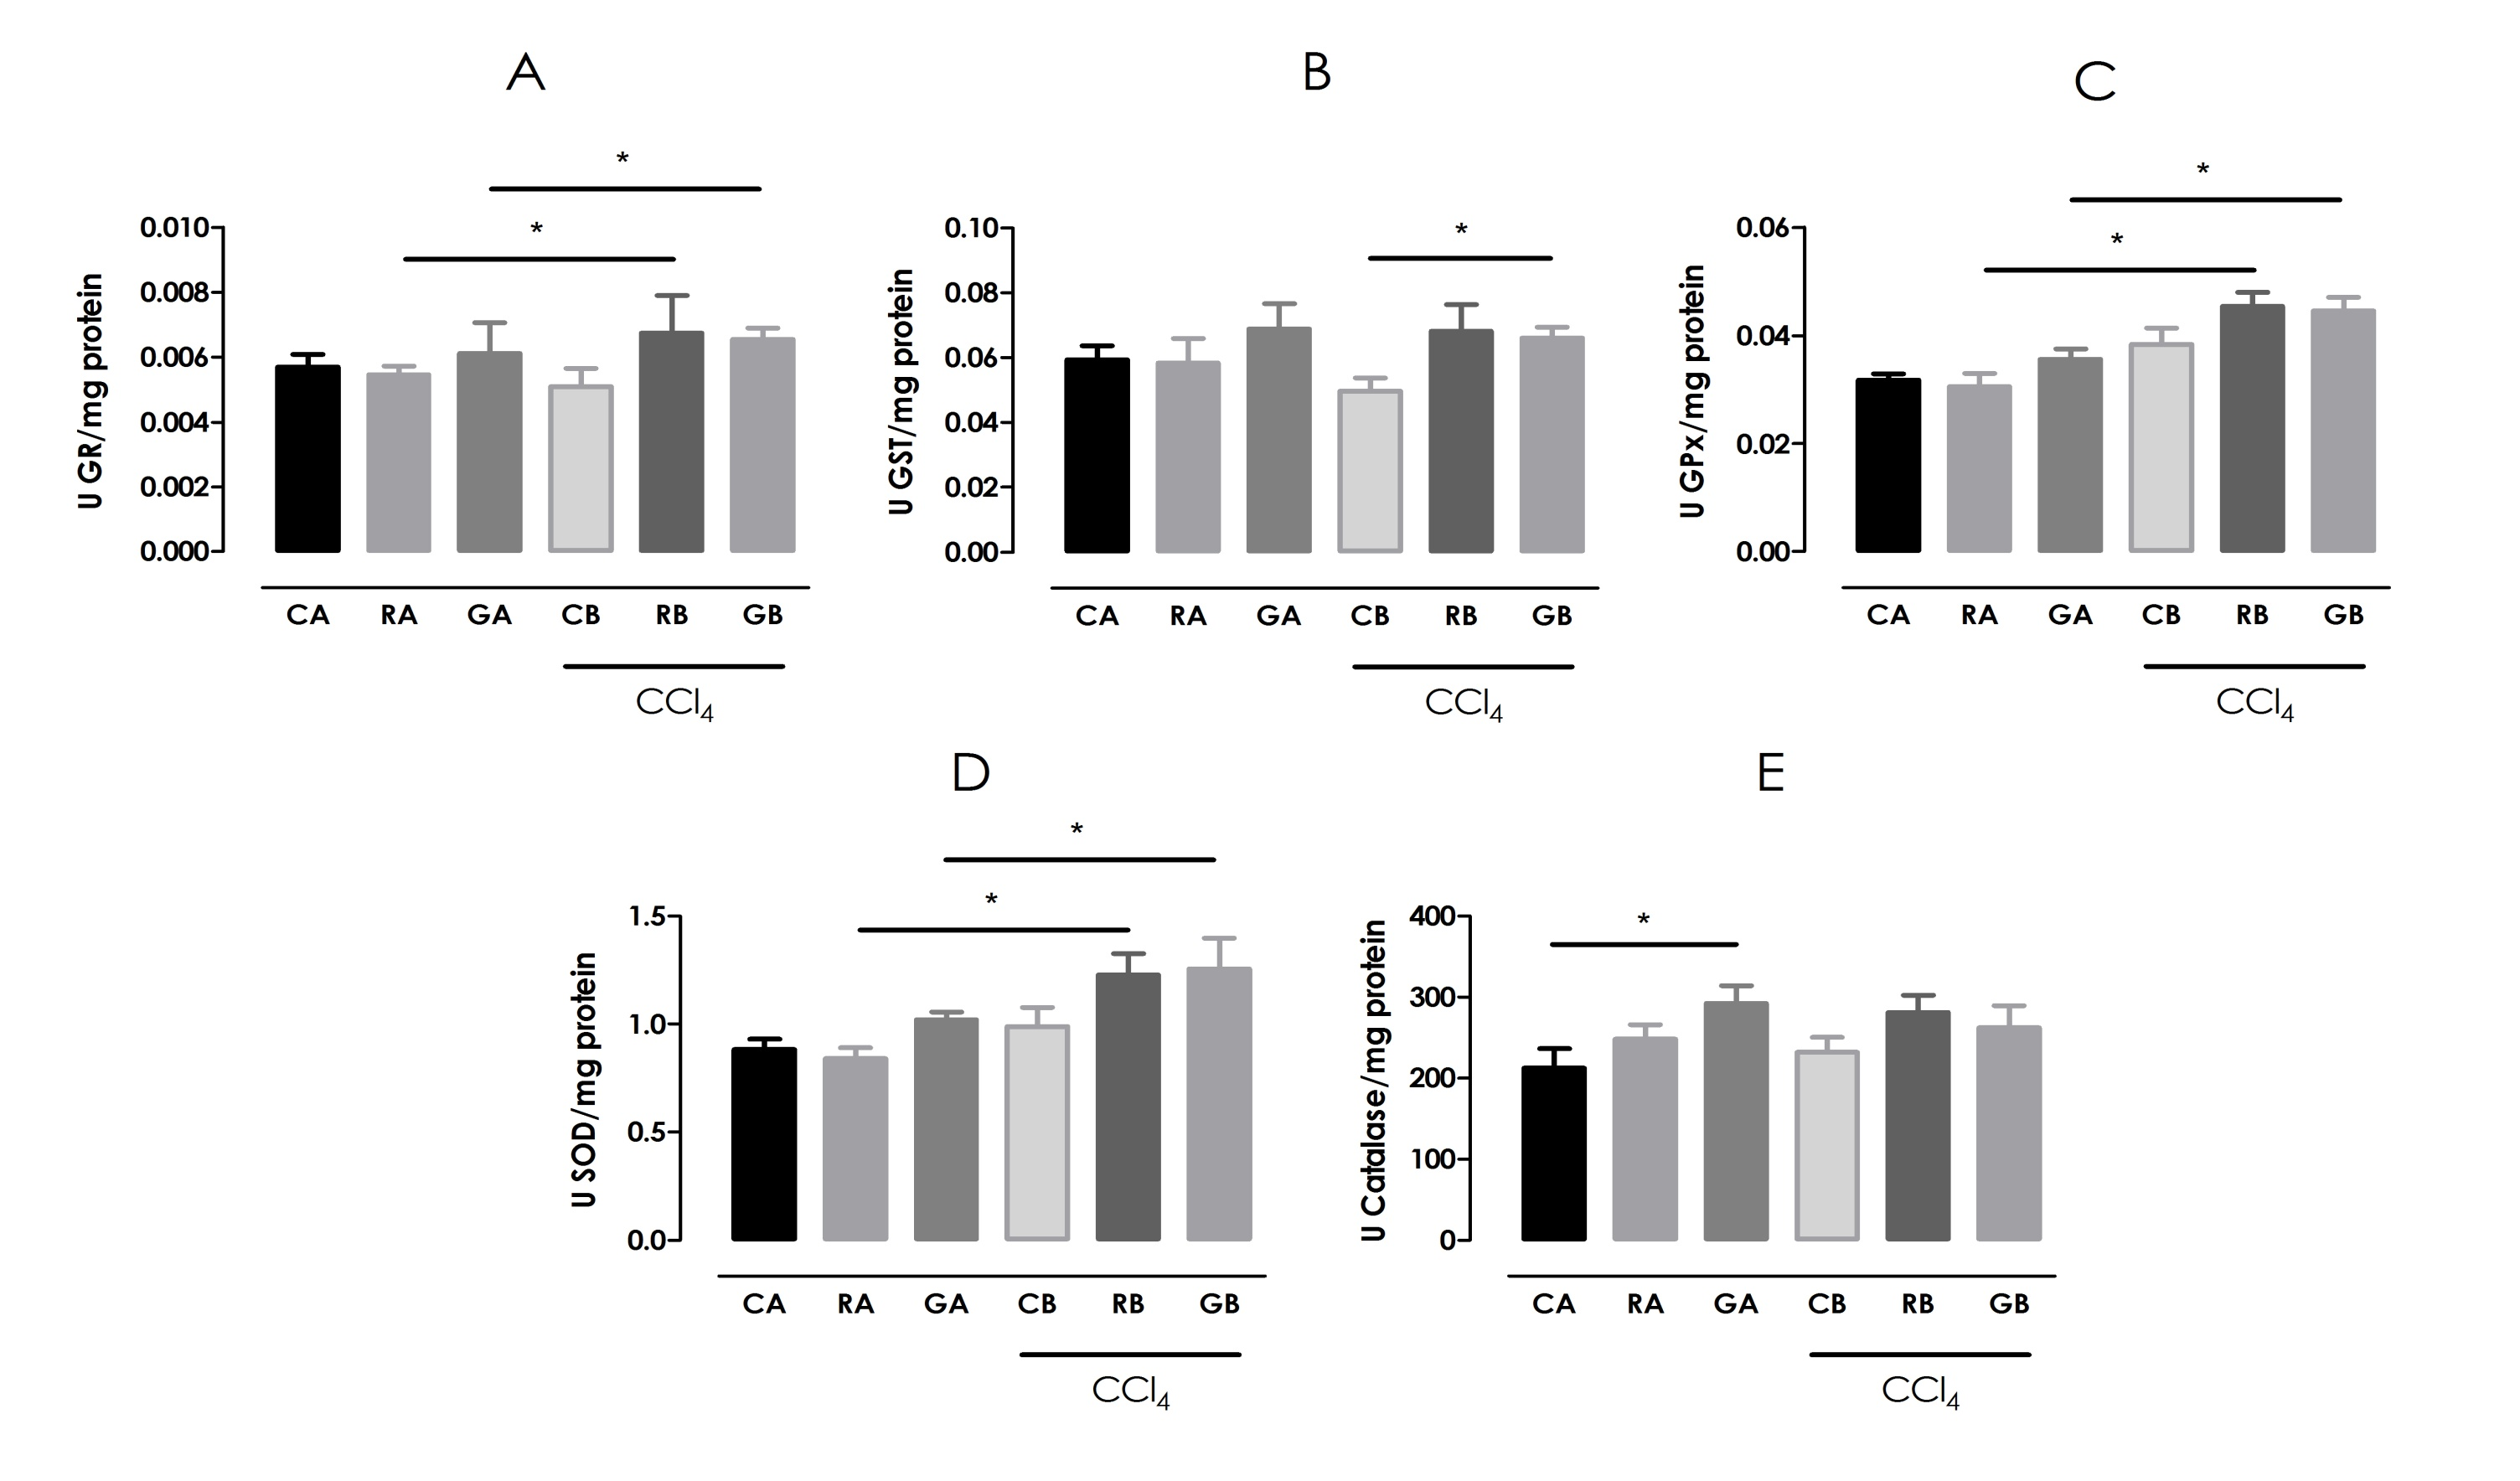 A
*
*
0.010
0.008
0.006
0.004
0.002
0.000
U GR/mg protein
CA RA GA CB RB GB
CCl4
B
*
0.10
0.08
0.06
0.04
0.02
0.00
U GST/mg protein
CA RA GA CB RB GB
CCl4
C
*
*
0.06
0.04
0.02
0.00
U GPx/mg protein
CA RA GA CB RB GB
CCl4
D
*
*
1.5
1.0
0.5
0.0
U SOD/mg protein
CA RA GA CB RB GB
CCl4
E
*
400
300
200
100
0
U Catalase/mg protein
CA RA GA CB RB GB
CCl4